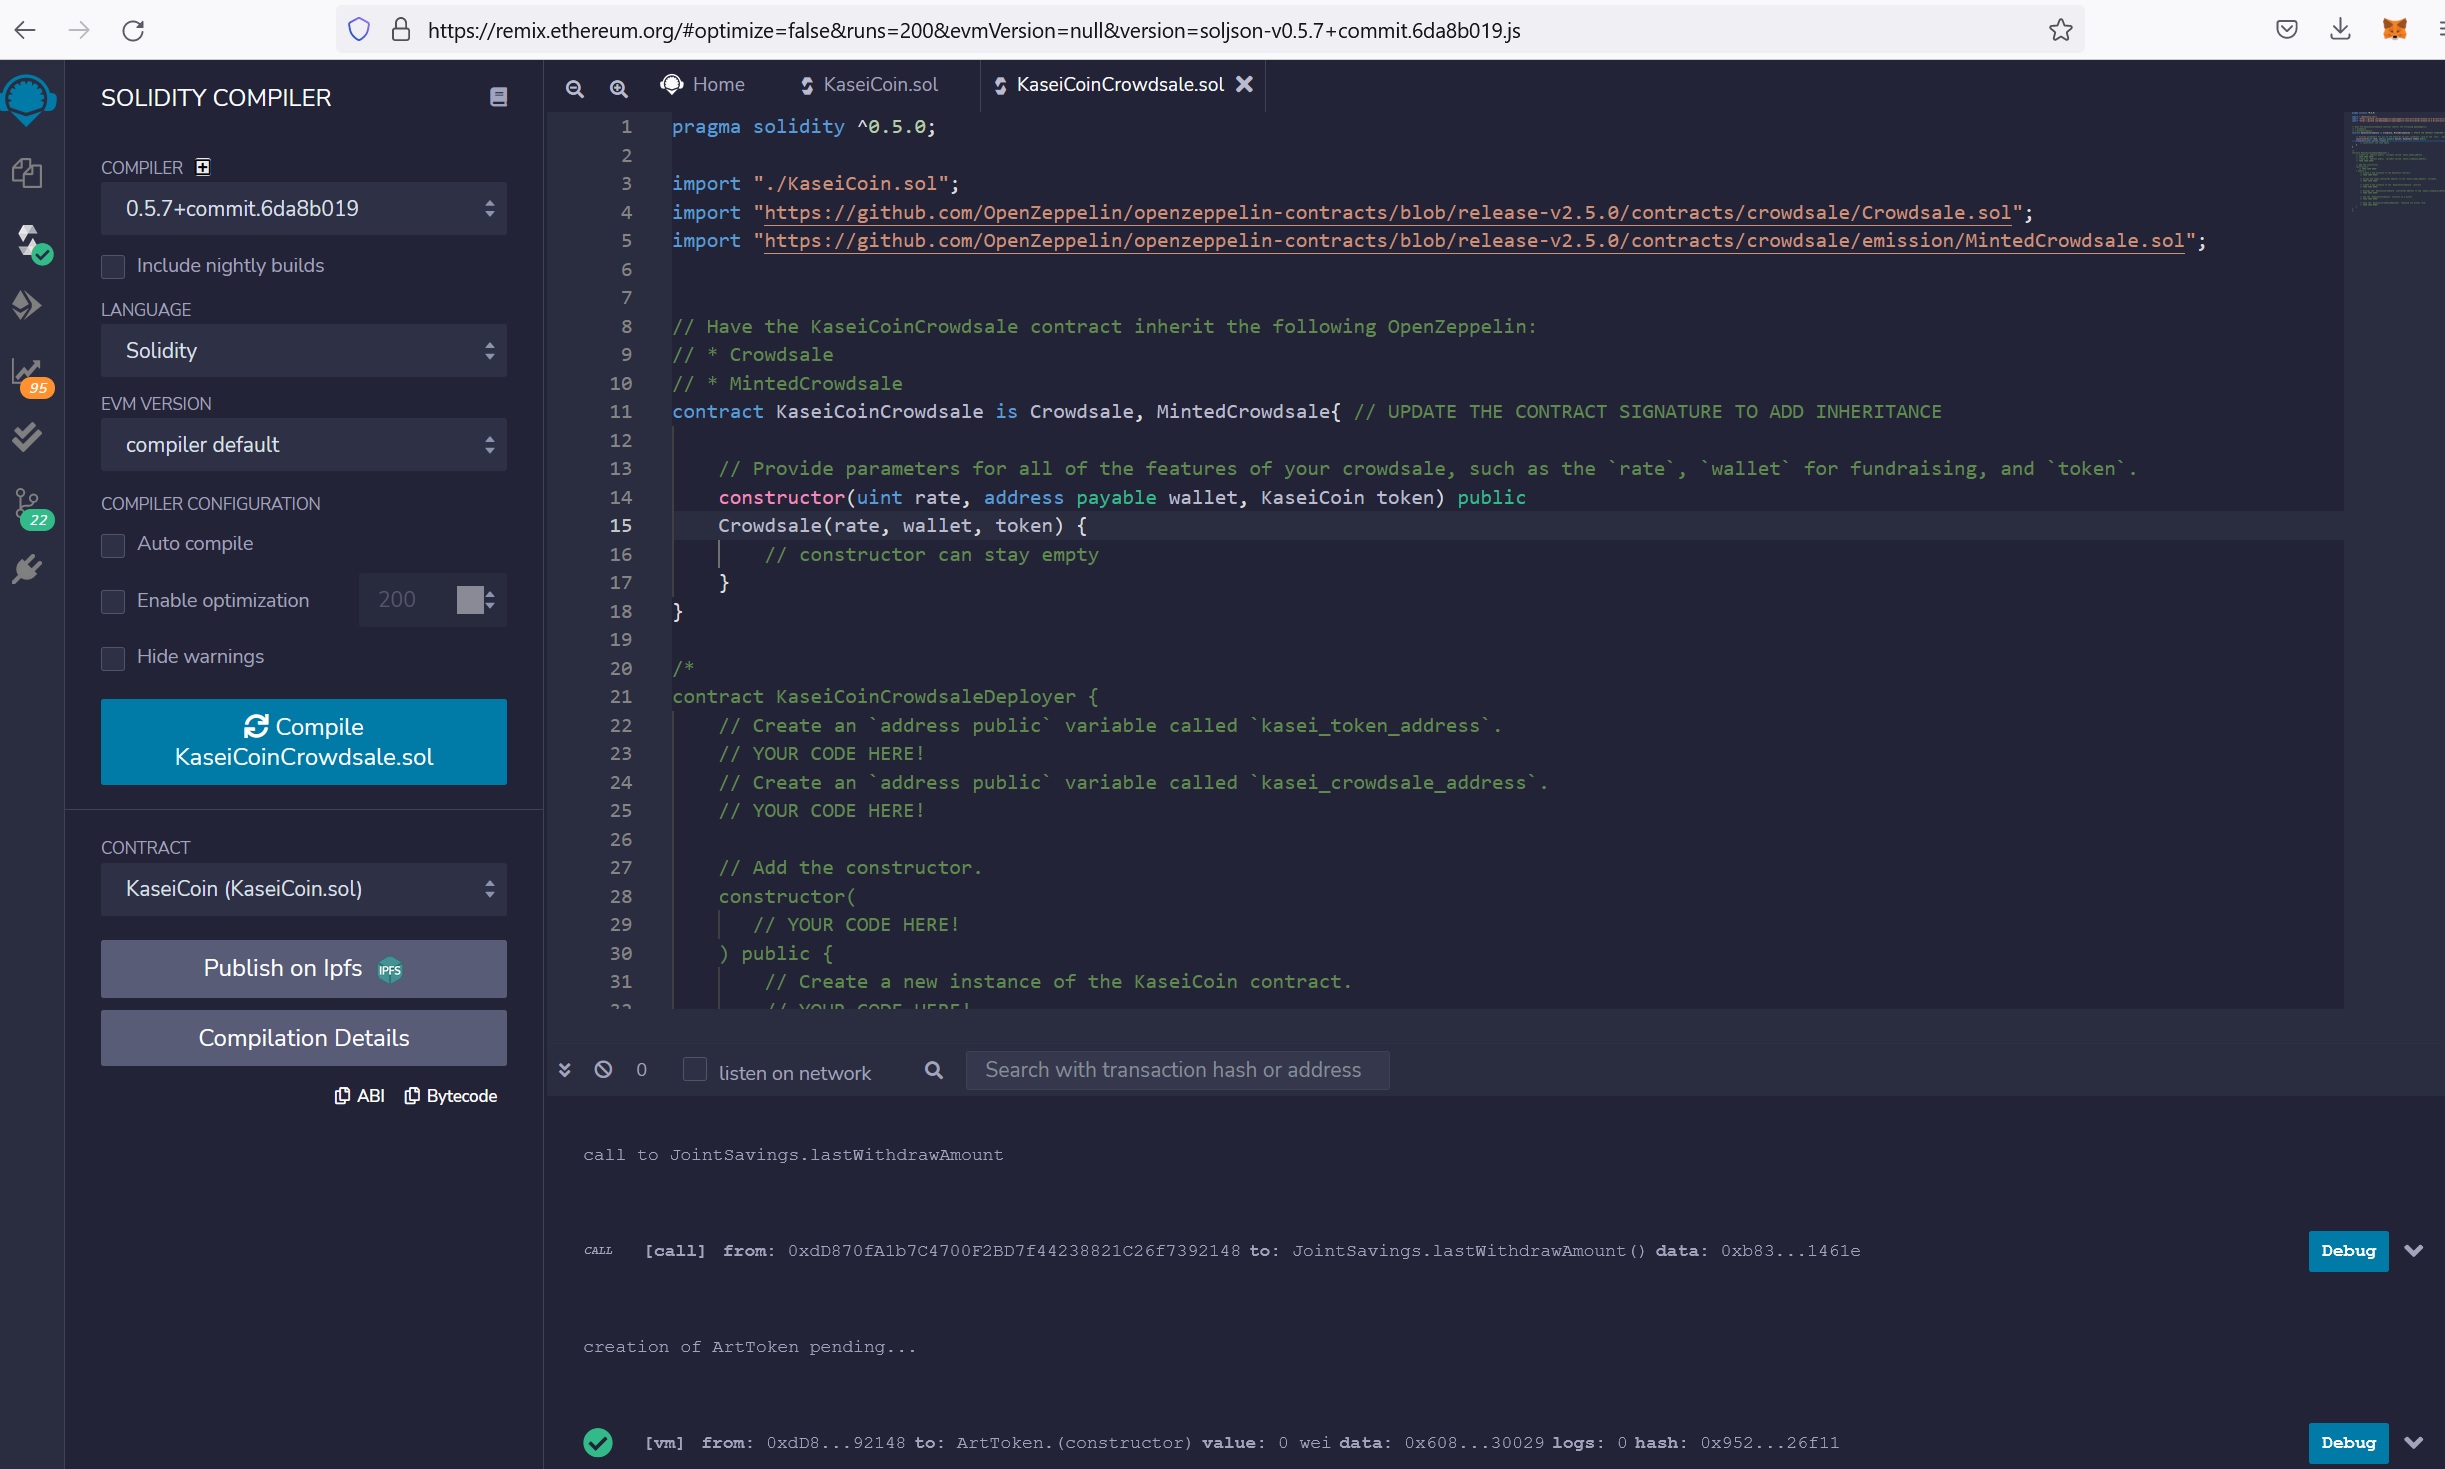 https://remix.ethereum.org/#optimize=false&runs=200&evmVersion=null&version=soljson-v0.5.7+commit.6da8b019.js
SOLIDITY COMPILER
COMPILER
0.5.7+commit.6da8b019
Include nightly builds
LANGUAGE
Solidity
EVM VERSION
compiler default
COMPILER CONFIGURATION
Auto compile
Enable optimization 200
Hide warnings
Compile
KaseiCoinCrowdsale.sol
CONTRACT
KaseiCoin (KaseiCoin.sol)
Publish on Ipfs IPFS
Compilation Details
ABI Bytecode
95
22
Home KaseiCoin.sol KaseiCoinCrowdsale.sol
1 pragma solidity ^0.5.0;
2
3 import "./KaseiCoin.sol";
4 import "https://github.com/OpenZeppelin/openzeppelin-contracts/blob/release-v2.5.0/contracts/crowdsale/Crowdsale.sol";
5 import "https://github.com/OpenZeppelin/openzeppelin-contracts/blob/release-v2.5.0/contracts/crowdsale/emission/MintedCrowdsale.sol";
6
7
8 // Have the KaseiCoinCrowdsale contract inherit the following OpenZeppelin:
9 // * Crowdsale
10 // * MintedCrowdsale
11 contract KaseiCoinCrowdsale is Crowdsale, MintedCrowdsale{ // UPDATE THE CONTRACT SIGNATURE TO ADD INHERITANCE
12
13 // Provide parameters for all of the features of your crowdsale, such as the `rate`, `wallet` for fundraising, and `token`.
14 constructor(uint rate, address payable wallet, KaseiCoin token) public
15 Crowdsale(rate, wallet, token) {
16 // constructor can stay empty
17 }
18 }
19
20 /*
21 contract KaseiCoinCrowdsaleDeployer {
22 // Create an `address public` variable called `kasei_token_address`.
23 // YOUR CODE HERE!
24 // Create an `address public` variable called `kasei_crowdsale_address`.
25 // YOUR CODE HERE!
26
27 // Add the constructor.
28 constructor(
29 // YOUR CODE HERE!
30 ) public {
31 // Create a new instance of the KaseiCoin contract.
32 // YOUR CODE HERE!
0 listen on network Search with transaction hash or address
call to JointSavings.lastWithdrawAmount
CALL [call] from: 0xdD870fA1b7C4700F2BD7f44238821C26f7392148 to: JointSavings.lastWithdrawAmount() data: 0xb83...1461e Debug
creation of ArtToken pending...
[vm] from: 0xdD8...92148 to: ArtToken.(constructor) value: 0 wei data: 0x608...30029 logs: 0 hash: 0x952...26f11 Debug